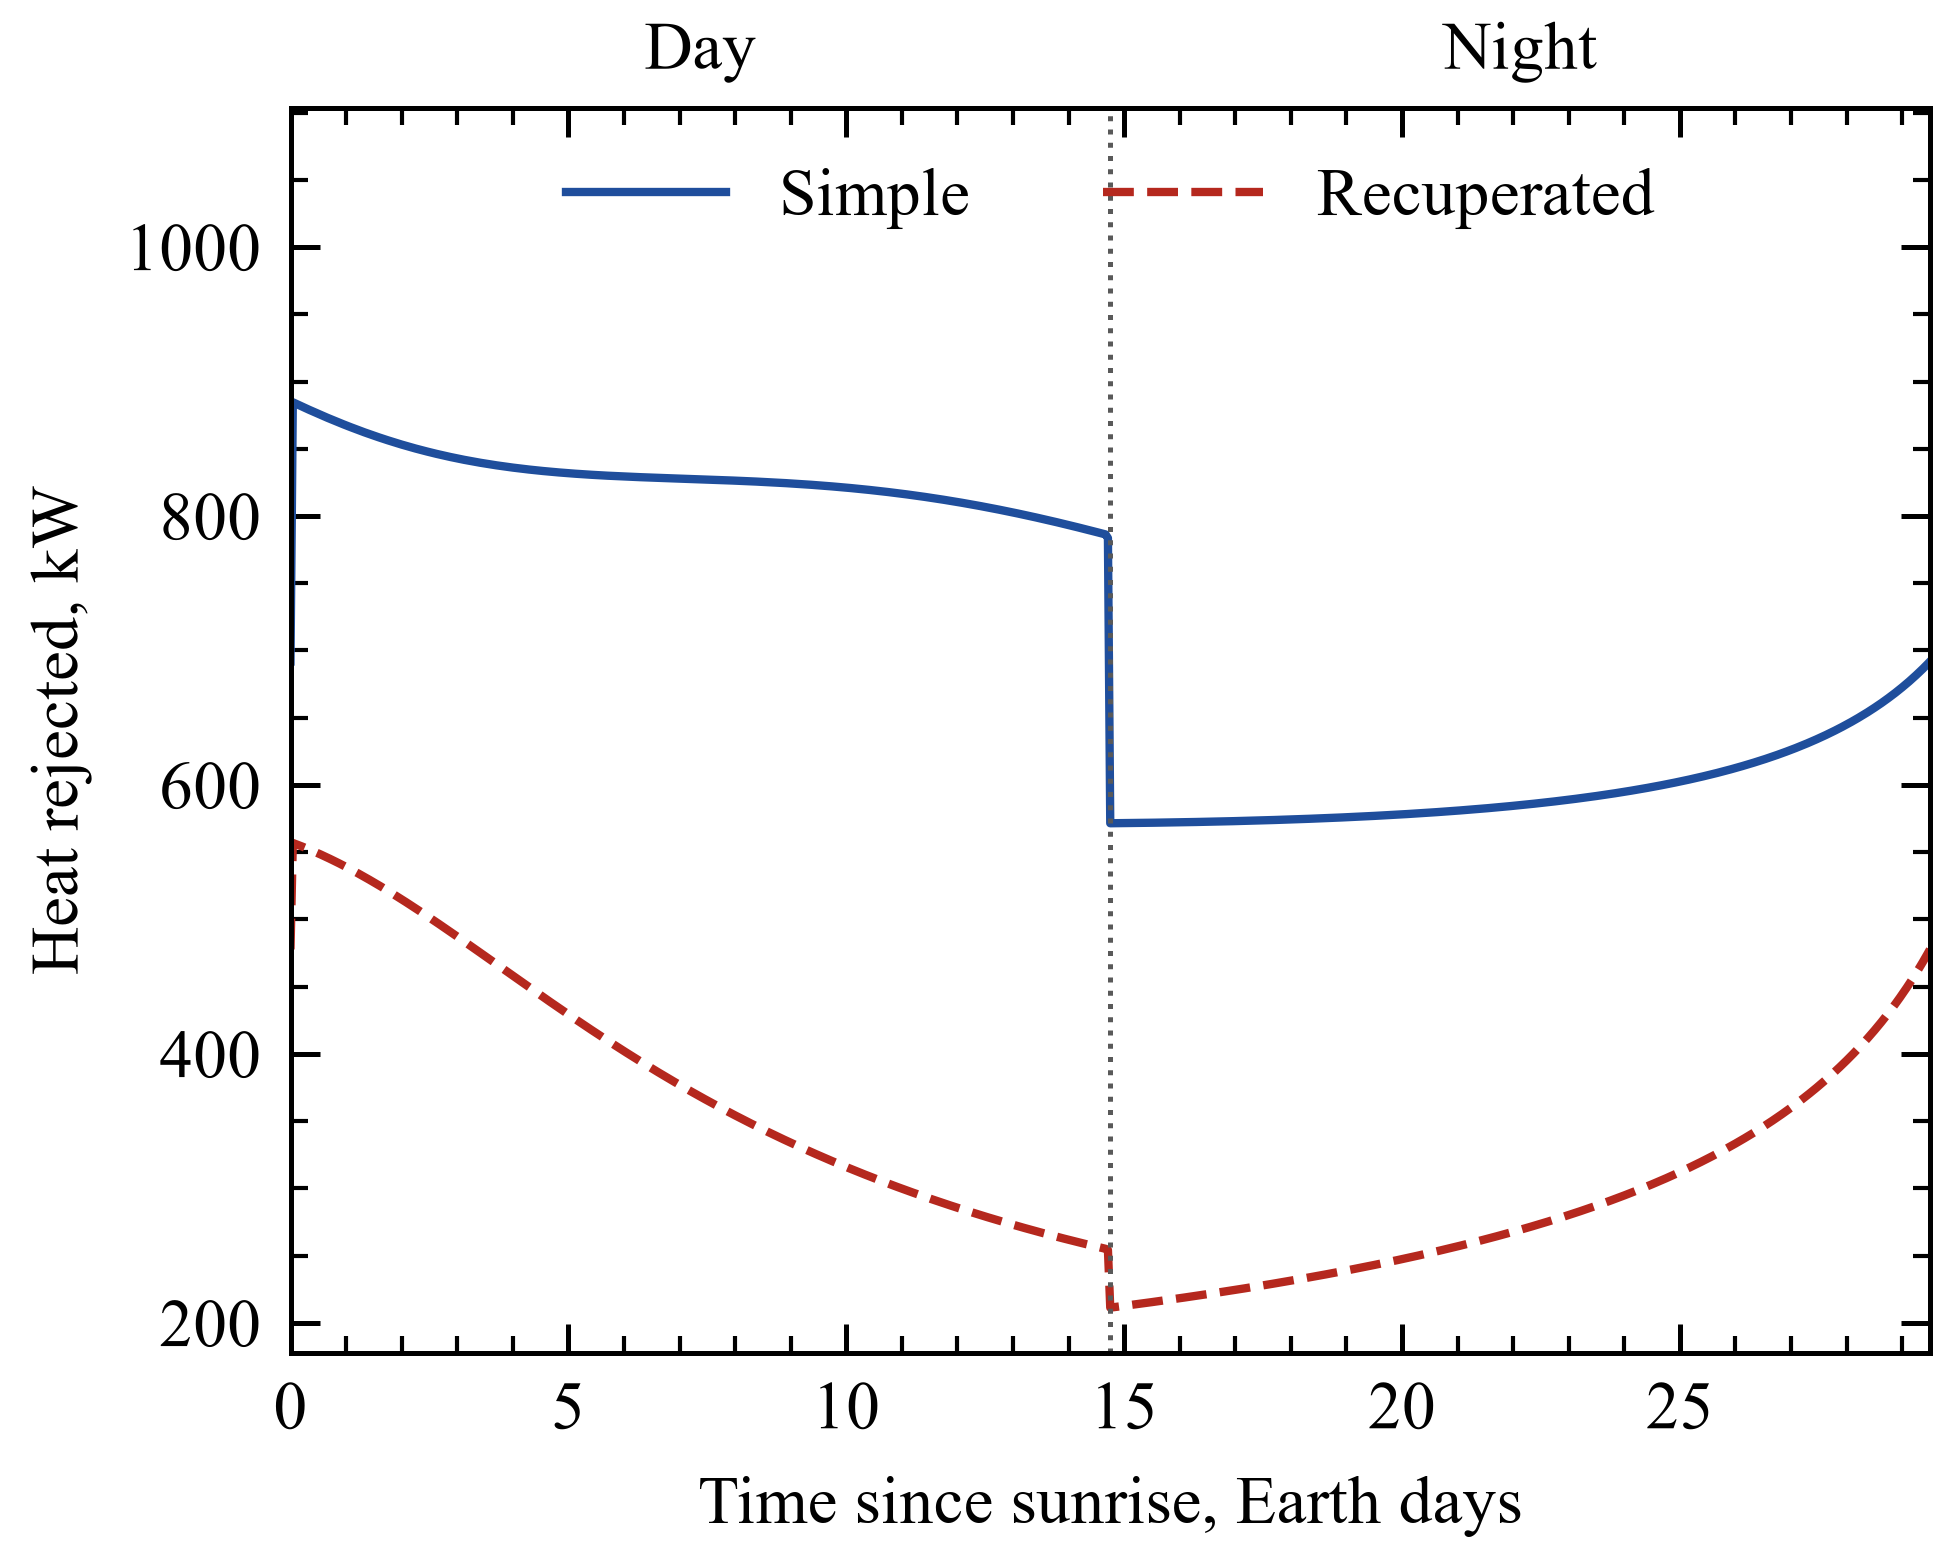 Day Night
Simple Recuperated
1000
800
600
400
200
Heat rejected, kW
0 5 10 15 20 25
Time since sunrise, Earth days